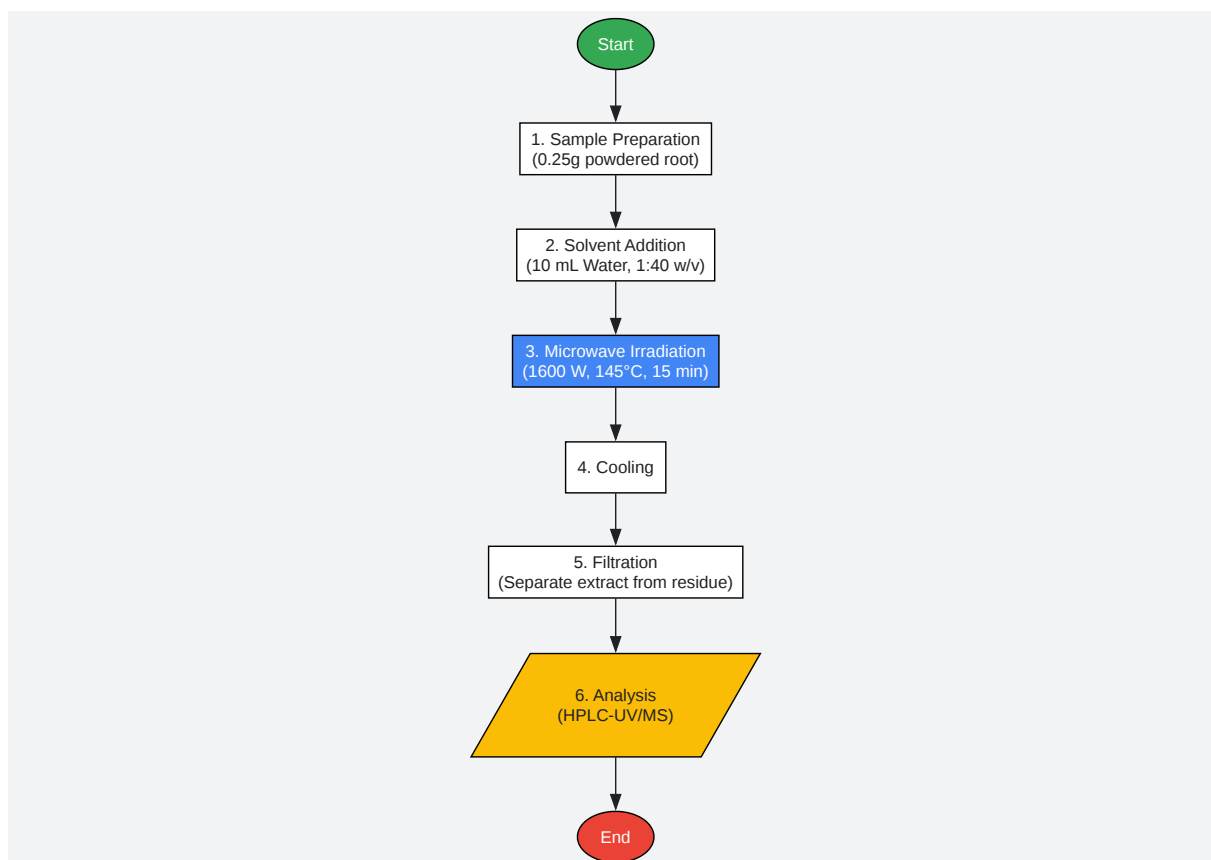 Start
1. Sample Preparation
(0.25g powdered root)
2. Solvent Addition
(10 mL Water, 1:40 w/v)
3. Microwave Irradiation
(1600 W, 145°C, 15 min)
4. Cooling
5. Filtration
(Separate extract from residue)
6. Analysis
(HPLC-UV/MS)
End